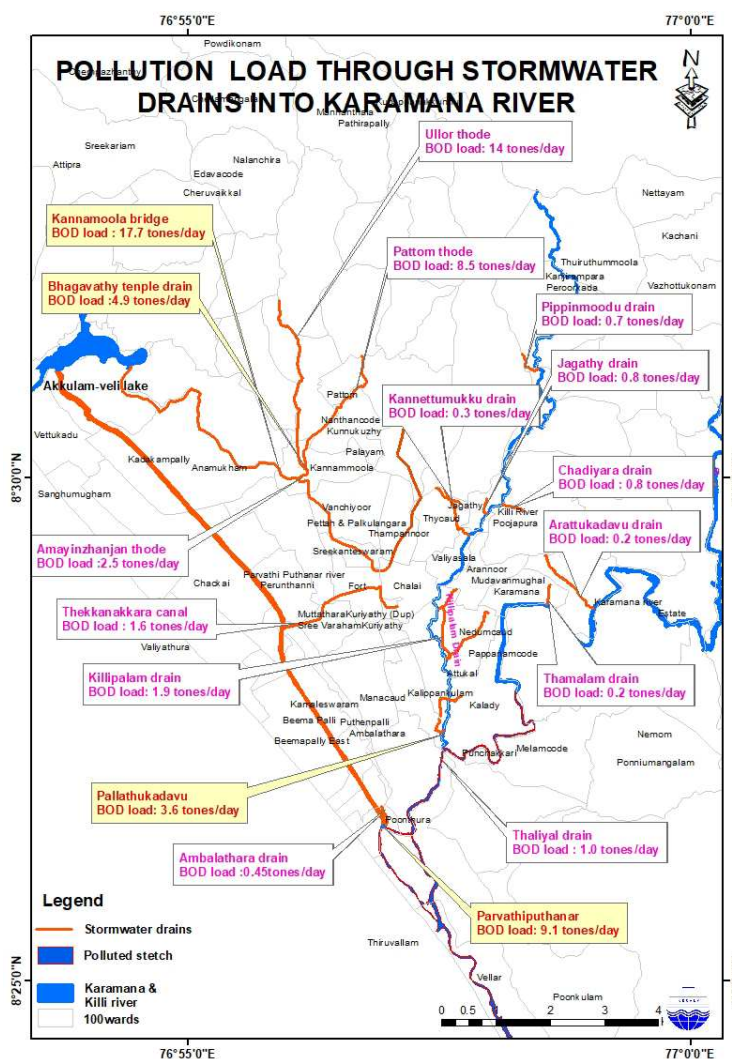 76°55'0"E
77°0'0"E
Powdikonam
POLLUTION LOAD THROUGH STORMWATER
DRAINS INTO KARAMANA RIVER
N
Pathirapally
Ullor thode
BOD load: 14 tones/day
Sreekariam
Nalanchira
Attipra
Edavacode
Cheruvaikkal
Nettayam
Kannamoola bridge
BOD load : 17.7 tones/day
Kachani
Pattom thode
BOD load: 8.5 tones/day
Thuiruthummoola
Kanjirampara
Peroorkada
Vazhottukonam
Bhagavathy tenple drain
BOD load :4.9 tones/day
Pippinmoodu drain
BOD load: 0.7 tones/day
Jagathy drain
BOD load: 0.8 tones/day
Akkulam-veli lake
Kannettumukku drain
BOD load: 0.3 tones/day
Pattom
Nanthancode
Kunnukuzhy
Vettukadu
Palayam
Kadakampally
Anamukham
Kannammoola
8°30'0"N
Chadiyara drain
BOD load : 0.8 tones/day
Sanghumugham
Vanchiyoor
Jagathy
Killi River
Pettah & Palkulangara
Thycaud
Poojapura
Thampanoor
Arattukadavu drain
BOD load: 0.2 tones/day
Amayinzhanjan thode
BOD load :2.5 tones/day
Sreekanteswaram
Valiyasala
Arannoor
Parvathi Puthanar river
Chackai
Perunthanni
Fort
Chalai
Mudavanmughal
Karamana
Thekkanakkara canal
BOD load : 1.6 tones/day
Muttathara
Kuriyathy (Dup)
Sree Varaham
Kuriyathy
Killipalam Drain
Karamana river
Estate
Nedumcaud
Valiyathura
Pappanamcode
Killipalam drain
BOD load: 1.9 tones/day
Attukal
Thamalam drain
BOD load : 0.2 tones/day
Kalippankulam
Manacaud
Kalady
Kamaleswaram
Beema Palli
Puthenpalli
Ambalathara
Beemapally East
Nemom
Melamcode
Punchakkari
Ponniumangalam
Pallathukadavu
BOD load: 3.6 tones/day
Poonthura
Thaliyal drain
BOD load : 1.0 tones/day
Ambalathara drain
BOD load :0.45tones/day
Legend
Stormwater drains
Polluted stetch
Karamana &
Killi river
100wards
Parvathiputhanar
BOD load: 9.1 tones/day
Thiruvallam
Vellar
8°25'0"N
Poonkulam
0 0.5 1 2 3 4
76°55'0"E
77°0'0"E